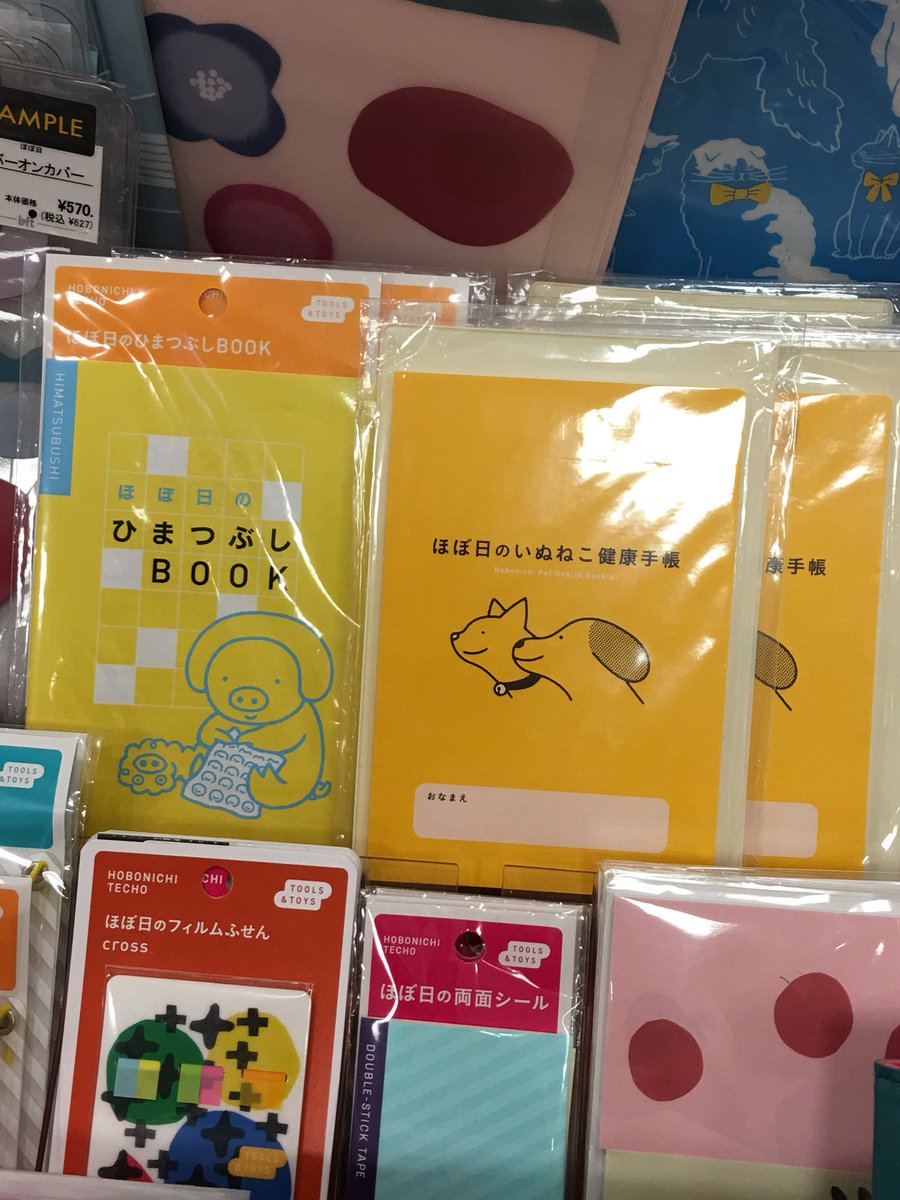 AMPLE
ほぼ日
バーオンカバー
本体価格 ¥570.
(税込 ¥627)
Loft
HOBONICHI
TECHO
CHI
TOOLS
&TOYS
ほぼ日のひまつぶしBOOK
HIMATSUBUSHI
ほぼ日の
ひまつぶし
BOOK
ほぼ日のいぬねこ健康手帳
Hobonichi Pet Health Booklet
おなまえ
康手帳
TOOLS
&TOYS
HOBONICHI
TECHO
CHI
TOOLS
&TOYS
ほぼ日のフィルムふせん
cross
TOOLS
&TOYS
HOBONICHI
TECHO
TOOLS
&TOYS
ほぼ日の両面シール
DOUBLE-STICK TAPE